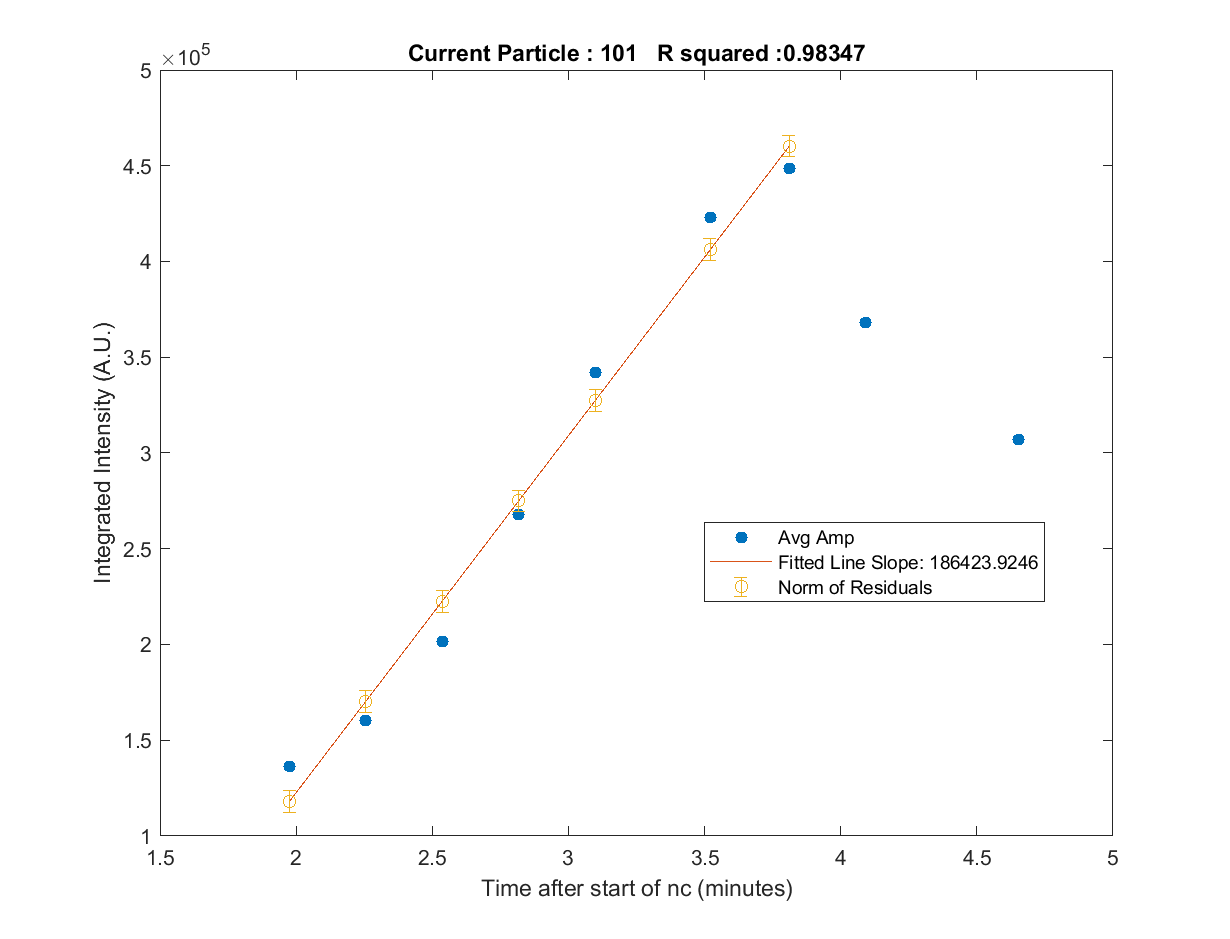 Current Particle : 101 R squared :0.98347
×10^5
5
4.5
4
3.5
3
2.5
2
1.5
1
Integrated Intensity (A.U.)
Avg Amp
Fitted Line Slope: 186423.9246
Norm of Residuals
1.5 2 2.5 3 3.5 4 4.5 5
Time after start of nc (minutes)